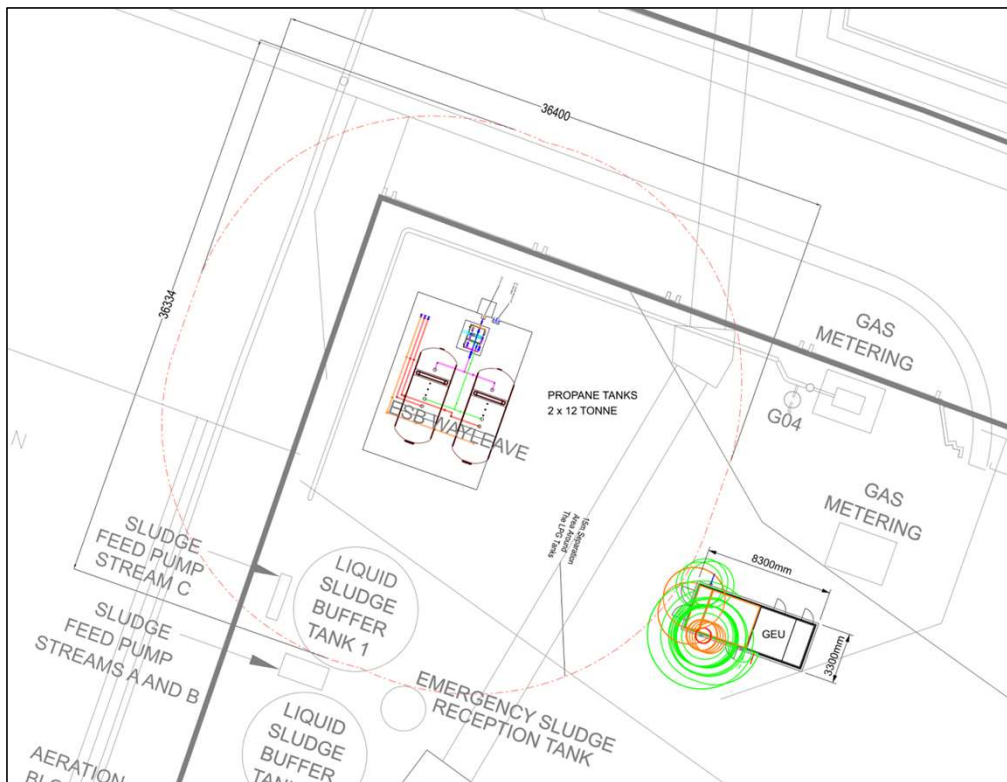 36400
36334
GAS
METERING
PROPANE TANKS
2 x 12 TONNE
G04
ESB WAYLEAVE
N
GAS
METERING
15m Separation
Area Around
The LPG Tanks
SLUDGE
FEED PUMP
STREAM C
LIQUID
SLUDGE
BUFFER
TANK 1
8300mm
GEU
3300mm
SLUDGE
FEED PUMP
STREAMS A AND B
EMERGENCY SLUDGE
RECEPTION TANK
LIQUID
SLUDGE
BUFFER
AERATION